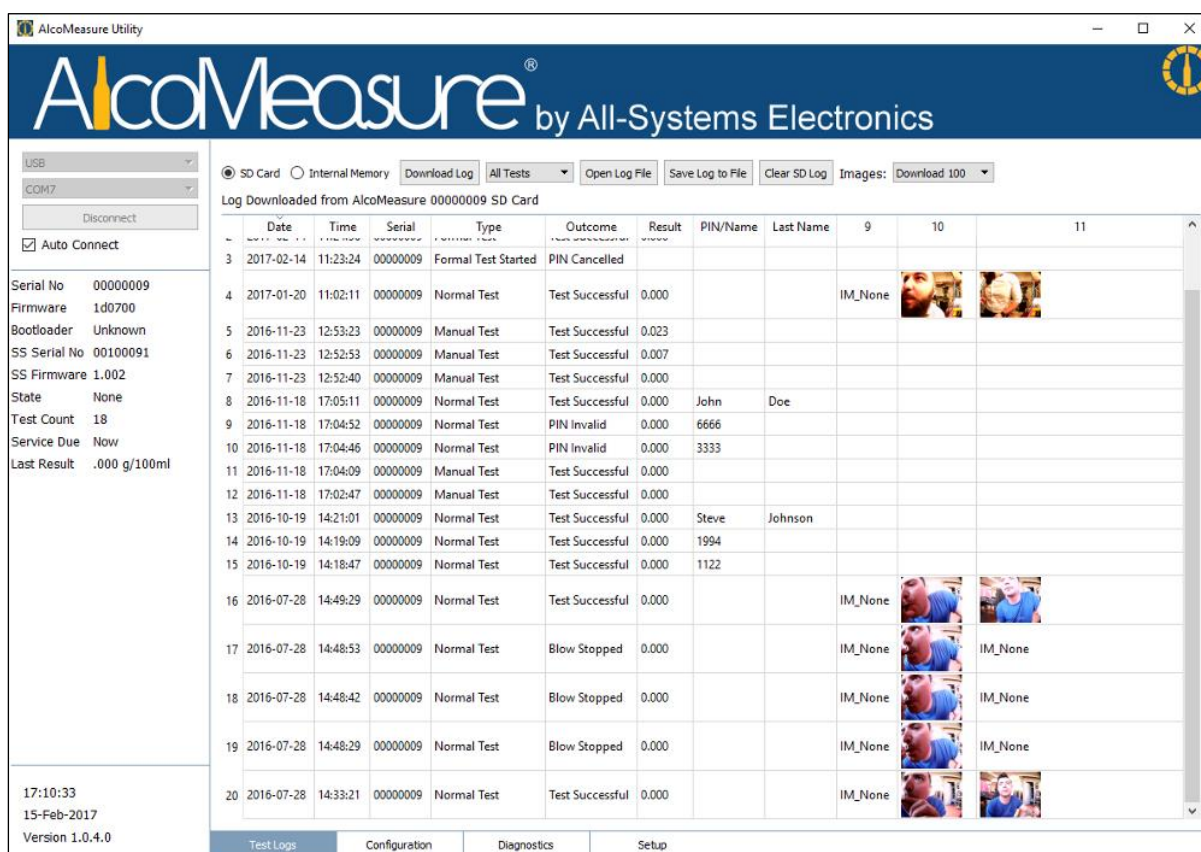 AlcoMeasure Utility
AlcoMeasure® by All-Systems Electronics
USB
COM7
Disconnect
Auto Connect
Serial No 00000009
Firmware 1d0700
Bootloader Unknown
SS Serial No 00100091
SS Firmware 1.002
State None
Test Count 18
Service Due Now
Last Result .000 g/100ml
17:10:33
15-Feb-2017
Version 1.0.4.0
SD Card Internal Memory Download Log All Tests Open Log File Save Log to File Clear SD Log Images: Download 100
Log Downloaded from AlcoMeasure 00000009 SD Card
Date Time Serial Type Outcome Result PIN/Name Last Name 9 10 11
3 2017-02-14 11:23:24 00000009 Formal Test Started PIN Cancelled
4 2017-01-20 11:02:11 00000009 Normal Test Test Successful 0.000 IM_None
5 2016-11-23 12:53:23 00000009 Manual Test Test Successful 0.023
6 2016-11-23 12:52:53 00000009 Manual Test Test Successful 0.007
7 2016-11-23 12:52:40 00000009 Manual Test Test Successful 0.000
8 2016-11-18 17:05:11 00000009 Normal Test Test Successful 0.000 John Doe
9 2016-11-18 17:04:52 00000009 Normal Test PIN Invalid 0.000 6666
10 2016-11-18 17:04:46 00000009 Normal Test PIN Invalid 0.000 3333
11 2016-11-18 17:04:09 00000009 Manual Test Test Successful 0.000
12 2016-11-18 17:02:47 00000009 Manual Test Test Successful 0.000
13 2016-10-19 14:21:01 00000009 Normal Test Test Successful 0.000 Steve Johnson
14 2016-10-19 14:19:09 00000009 Normal Test Test Successful 0.000 1994
15 2016-10-19 14:18:47 00000009 Normal Test Test Successful 0.000 1122
16 2016-07-28 14:49:29 00000009 Normal Test Test Successful 0.000 IM_None
17 2016-07-28 14:48:53 00000009 Normal Test Blow Stopped 0.000 IM_None IM_None
18 2016-07-28 14:48:42 00000009 Normal Test Blow Stopped 0.000 IM_None IM_None
19 2016-07-28 14:48:29 00000009 Normal Test Blow Stopped 0.000 IM_None IM_None
20 2016-07-28 14:33:21 00000009 Normal Test Test Successful 0.000 IM_None
Test Logs Configuration Diagnostics Setup